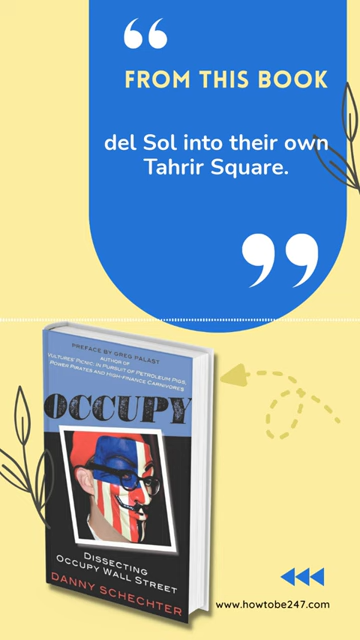 “
FROM THIS BOOK
del Sol into their own
Tahrir Square.
”
PREFACE BY GREG PALAST
AUTHOR OF
VULTURES' PICNIC: IN PURSUIT OF PETROLEUM PIGS,
POWER PIRATES AND HIGH-FINANCE CARNIVORES
OCCUPY
DISSECTING
OCCUPY WALL STREET
DANNY SCHECHTER
www.howtobe247.com